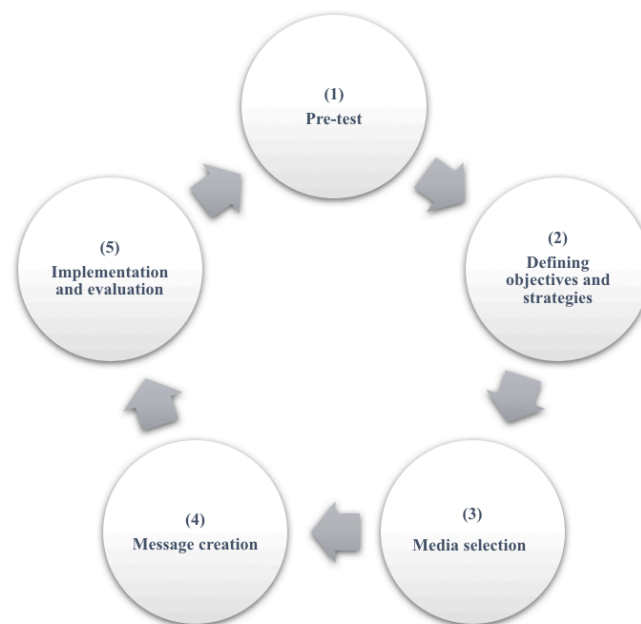 (1)
Pre-test
(2)
Defining
objectives and
strategies
(3)
Media selection
(4)
Message creation
(5)
Implementation
and evaluation